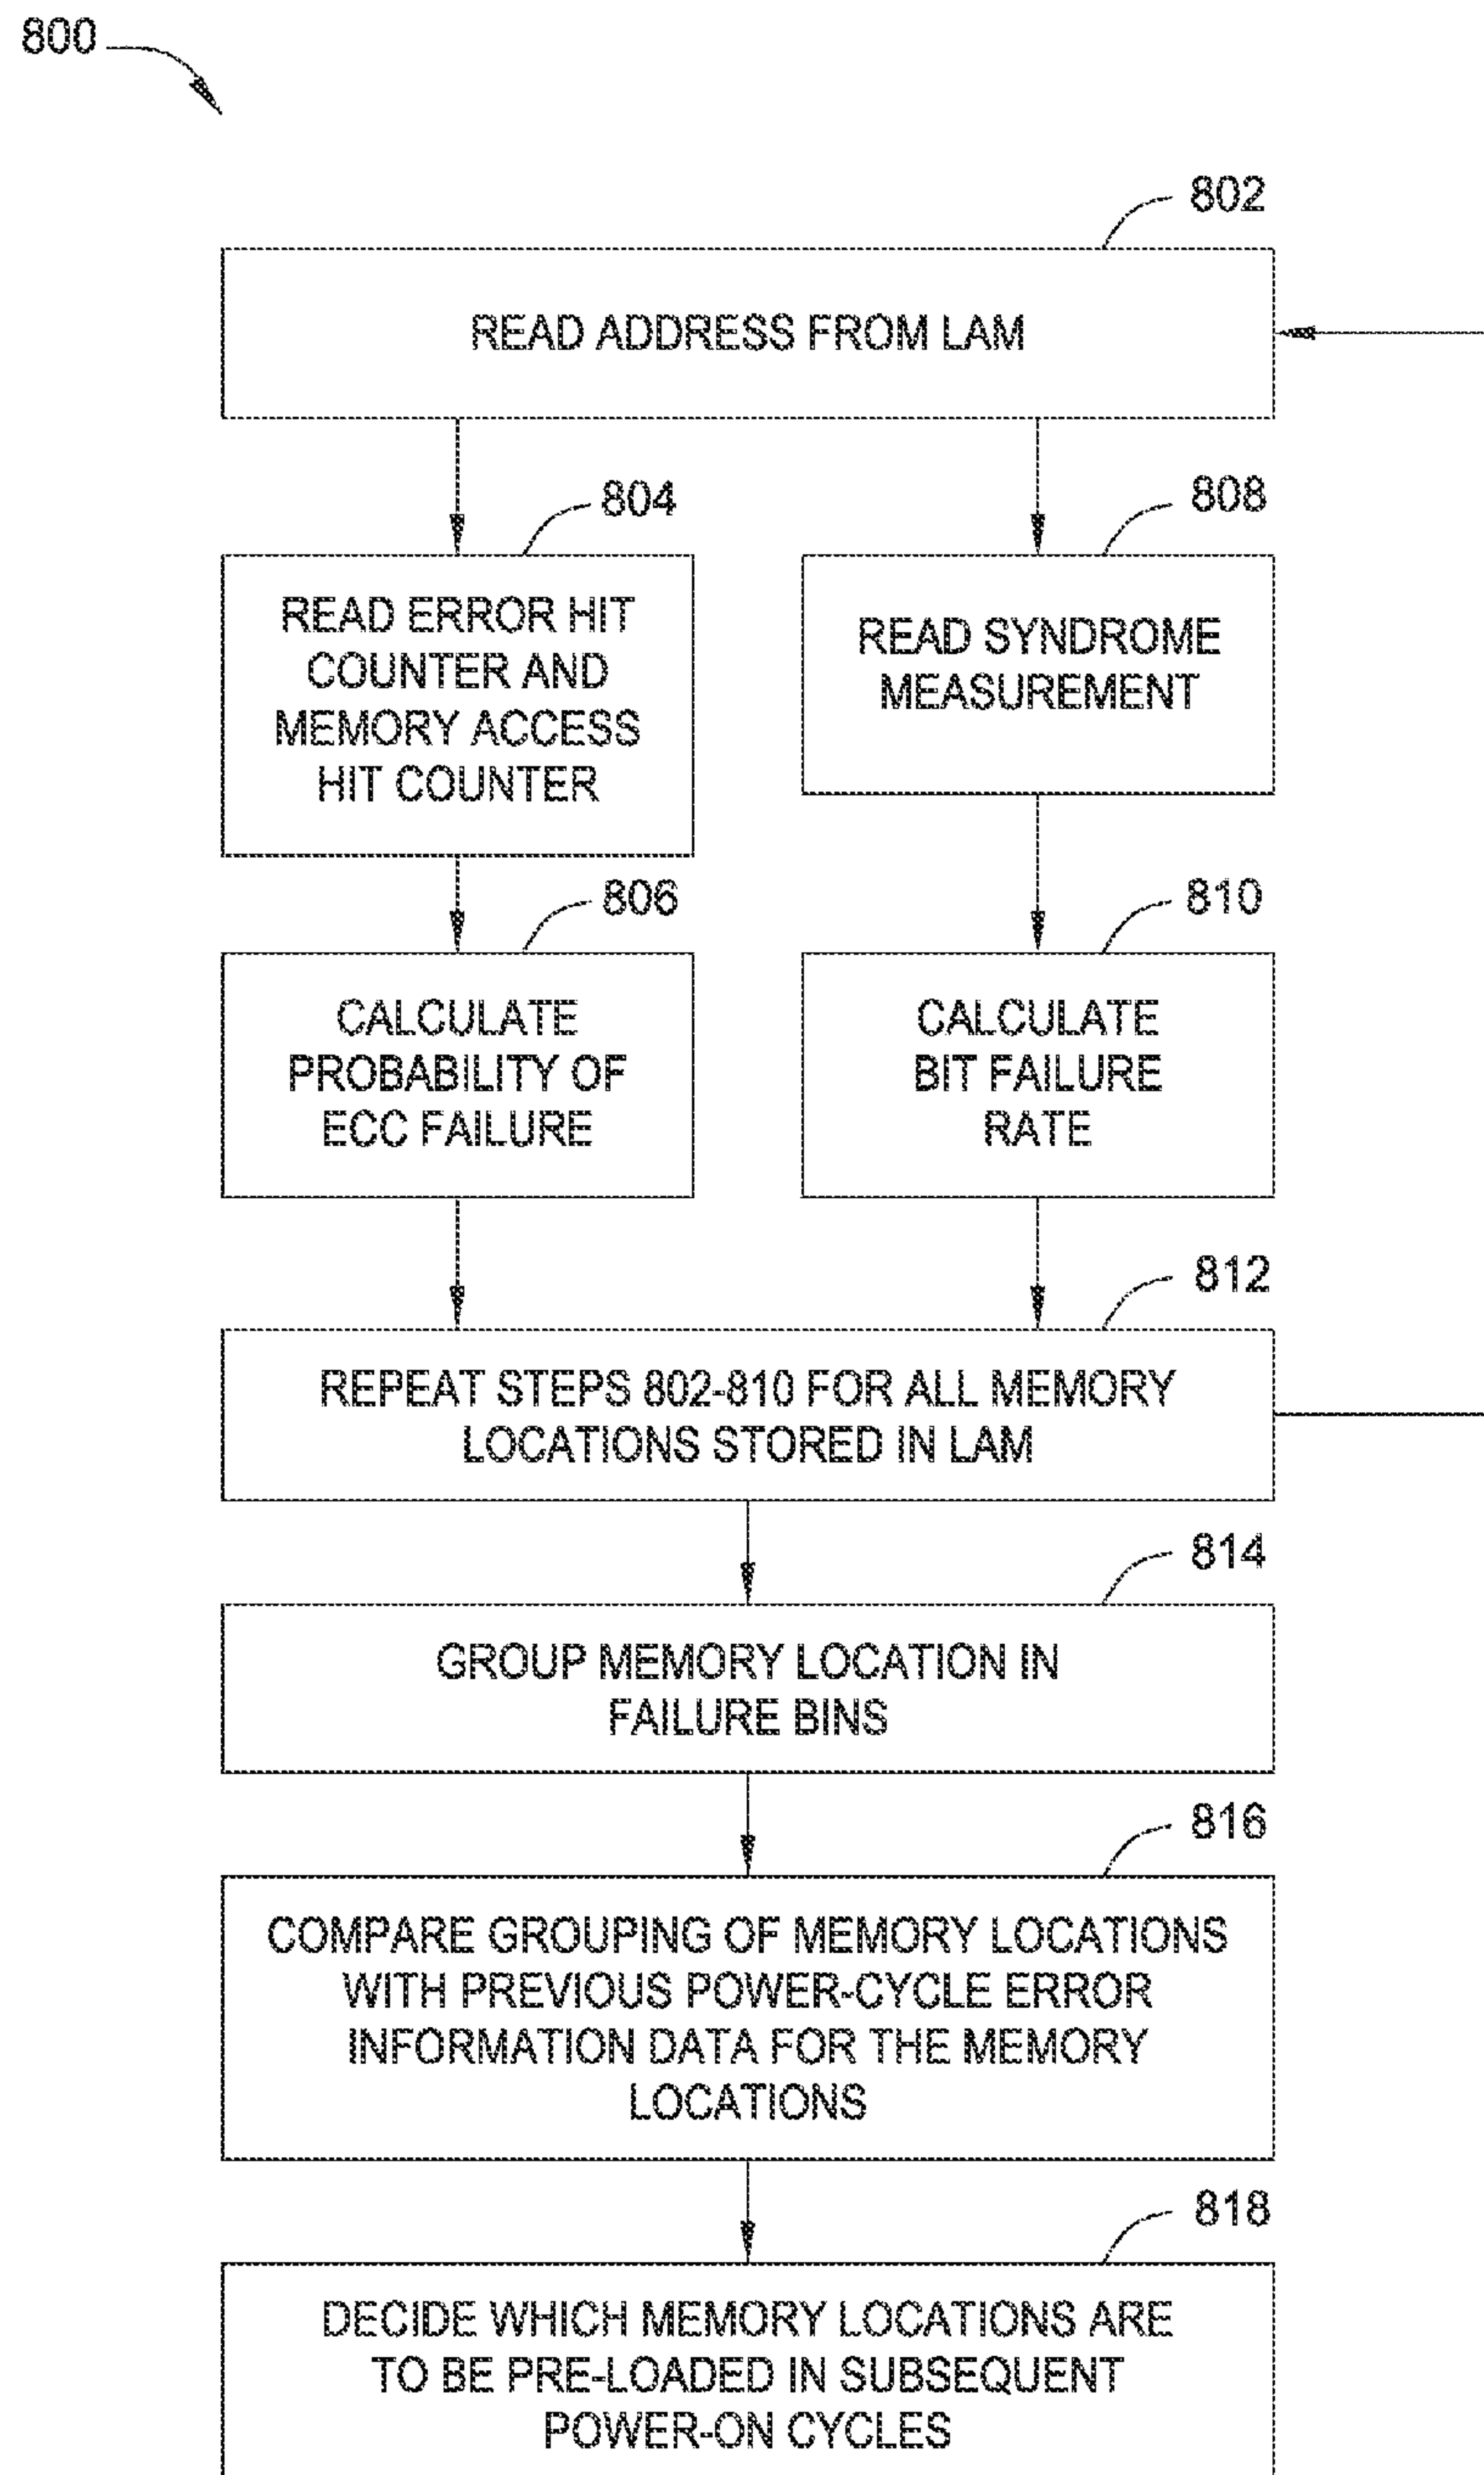 800
802
READ ADDRESS FROM LAM
804
808
READ ERROR HIT
COUNTER AND
MEMORY ACCESS
HIT COUNTER
READ SYNDROME
MEASUREMENT
806
810
CALCULATE
PROBABILITY OF
ECC FAILURE
CALCULATE
BIT FAILURE
RATE
812
REPEAT STEPS 802-810 FOR ALL MEMORY
LOCATIONS STORED IN LAM
814
GROUP MEMORY LOCATION IN
FAILURE BINS
816
COMPARE GROUPING OF MEMORY LOCATIONS
WITH PREVIOUS POWER-CYCLE ERROR
INFORMATION DATA FOR THE MEMORY
LOCATIONS
818
DECIDE WHICH MEMORY LOCATIONS ARE
TO BE PRE-LOADED IN SUBSEQUENT
POWER-ON CYCLES